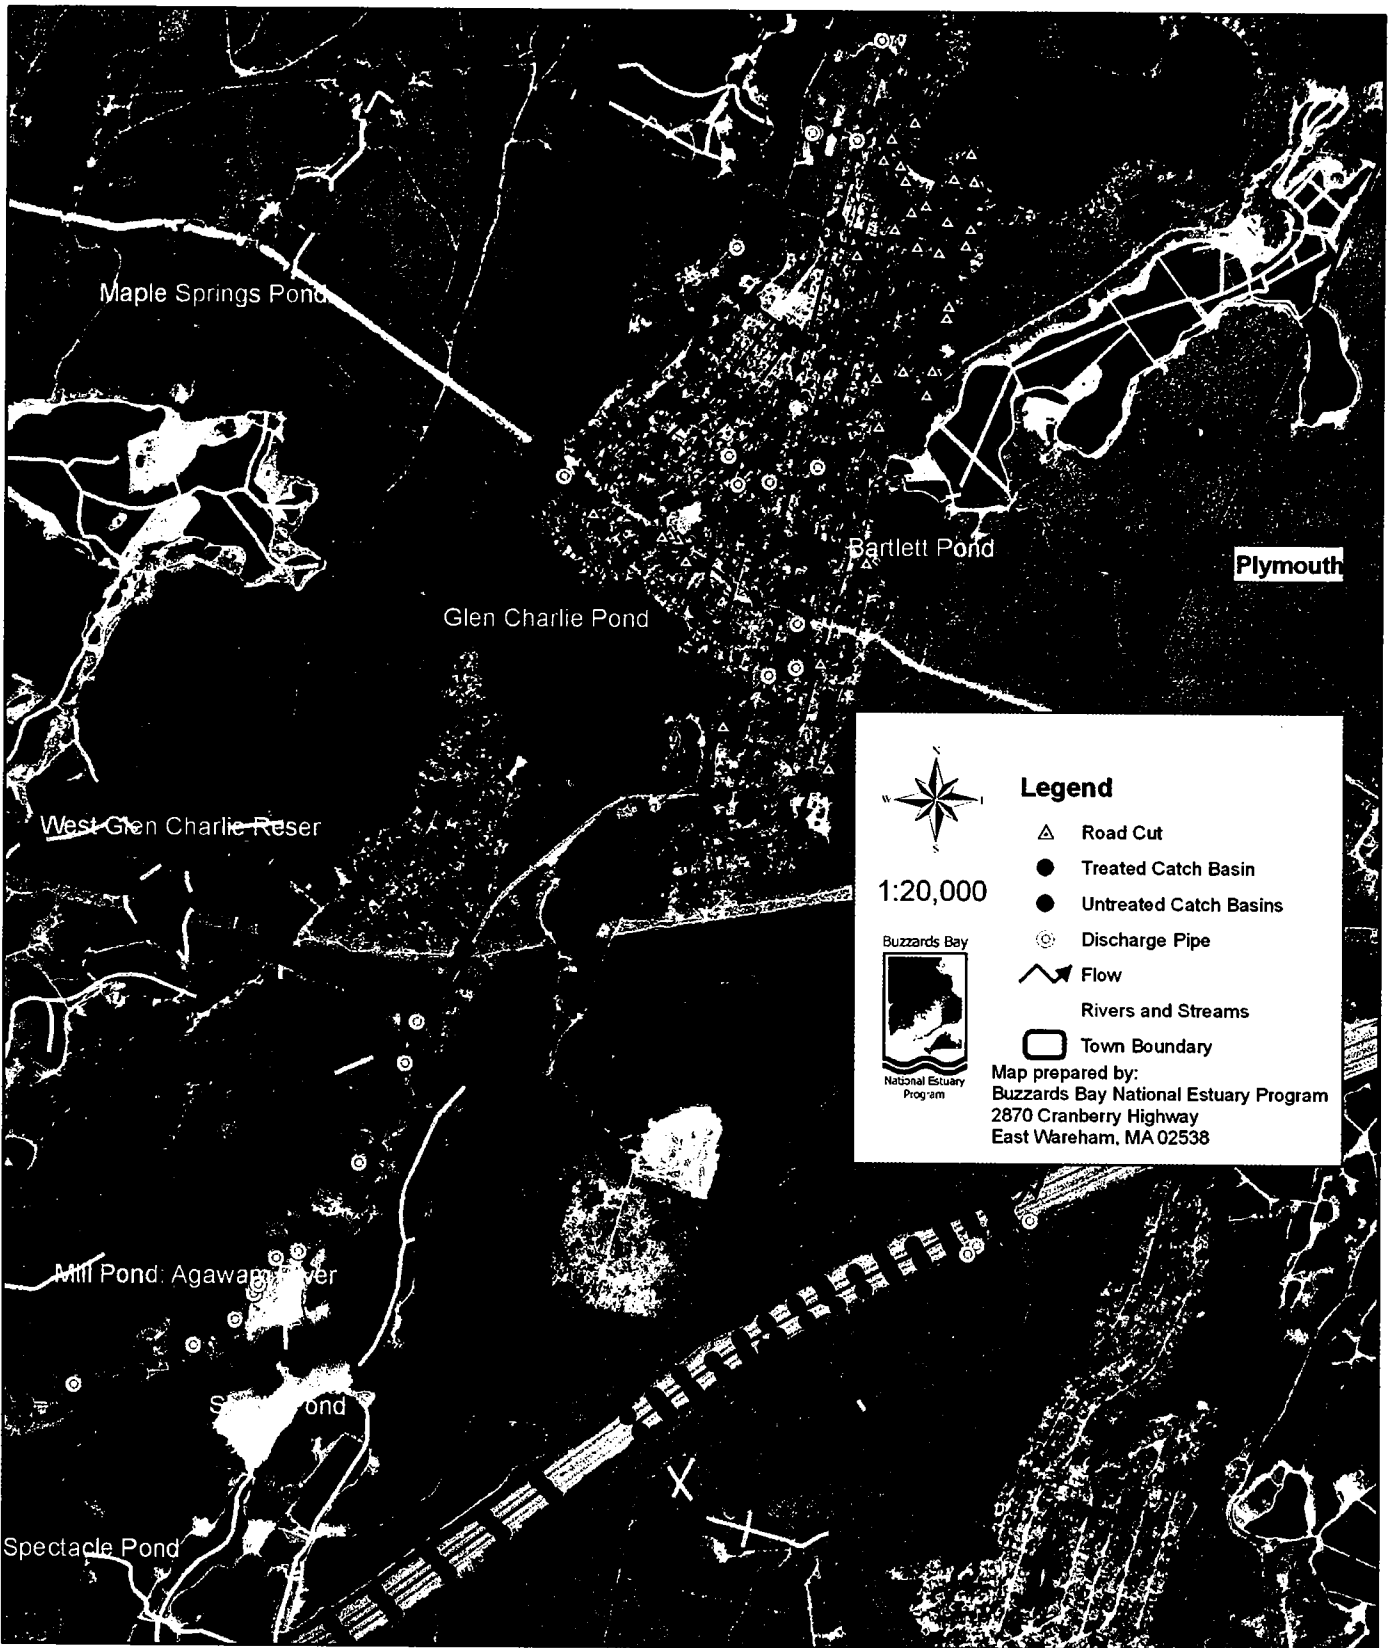 Maple Springs Pond
Bartlett Pond
Plymouth
Glen Charlie Pond
West Glen Charlie Reser
Mill Pond: Agawam River
Pond
Spectacle Pond
N
W
S
1:20,000
Legend
Road Cut
Treated Catch Basin
Untreated Catch Basins
Discharge Pipe
Flow
Rivers and Streams
Town Boundary
Buzzards Bay
National Estuary
Program
Map prepared by:
Buzzards Bay National Estuary Program
2870 Cranberry Highway
East Wareham, MA 02538